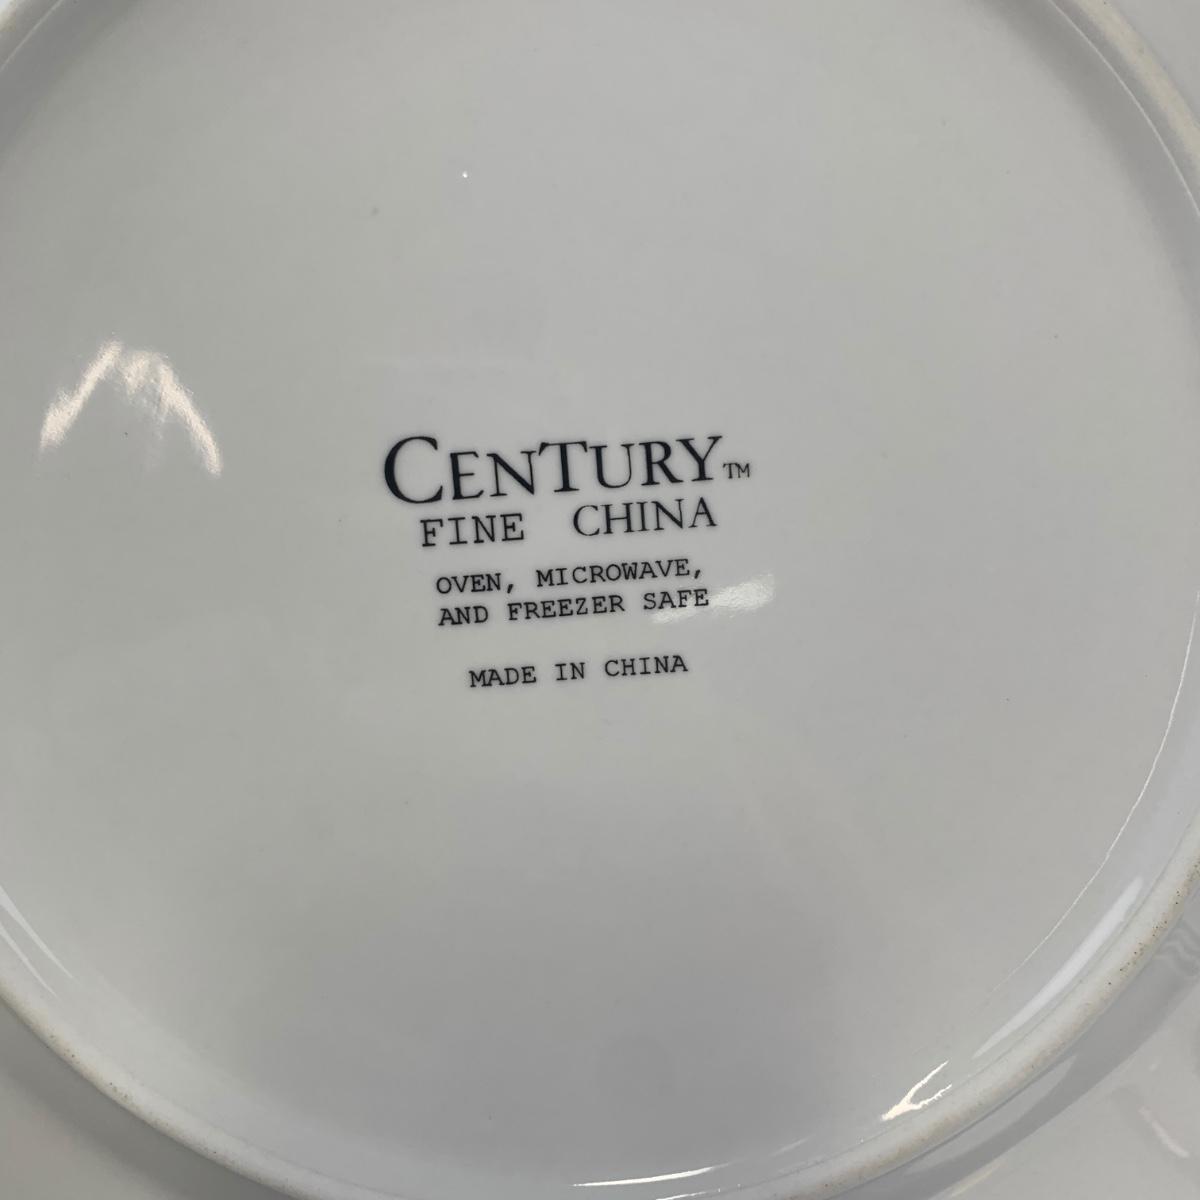 CENTURY™
FINE CHINA
OVEN, MICROWAVE,
AND FREEZER SAFE
MADE IN CHINA